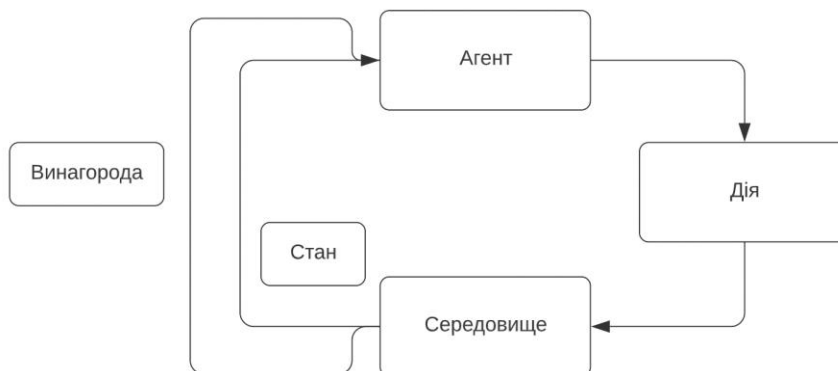 Агент
Винагорода
Дія
Стан
Середовище